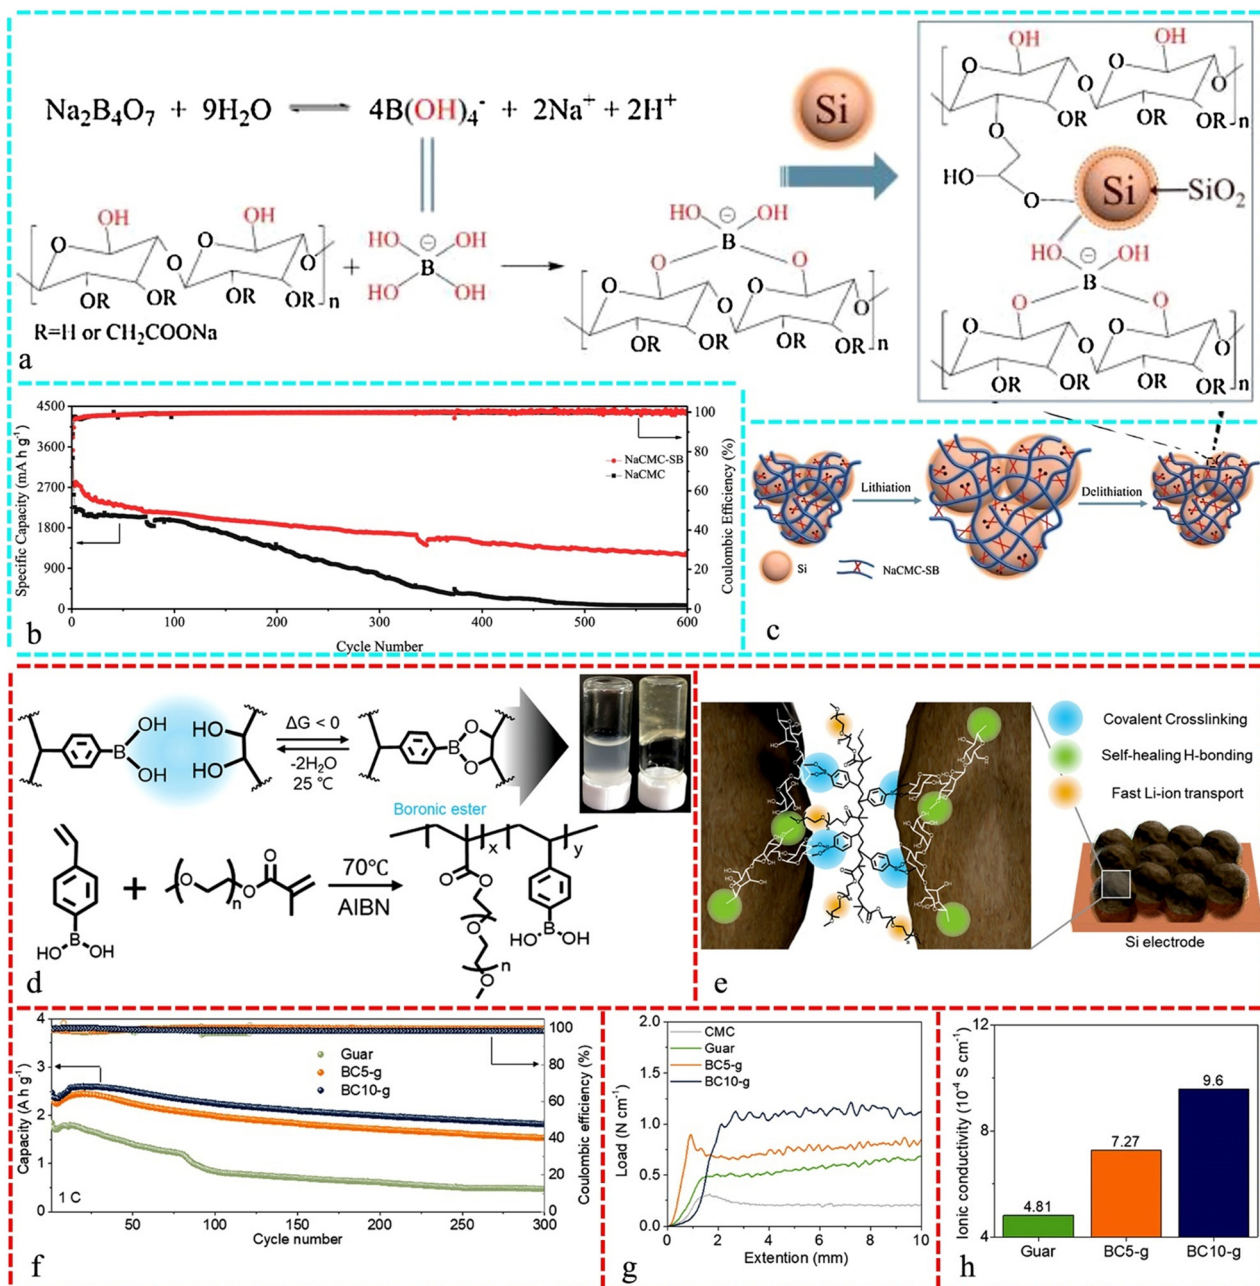 Na₂B₄O₇ + 9H₂O ⇌ 4B(OH)₄⁻ + 2Na⁺ + 2H⁺
Si
OH
OH
O
O
O
O
OR
OR
OR
OR
n
+
HO
OH
⊖
B
HO
OH
R=H or CH₂COONa
HO
OH
⊖
B
O
O
O
O
O
O
OR
OR
OR
OR
n
OH
OH
O
O
O
O
OR
OR
OR
n
O
HO
O
Si
SiO₂
HO
OH
⊖
B
O
O
O
O
O
O
OR
OR
OR
OR
n
a
4500
3600
2700
1800
900
0
Specific Capacity (mA h g⁻¹)
100
80
60
40
20
0
Coulombic Efficiency (%)
NaCMC-SB
NaCMC
0
100
200
300
400
500
600
Cycle Number
b
Lithiation
Delithiation
Si
NaCMC-SB
c
OH
B
OH
HO
HO
ΔG < 0
-2H₂O
25 °C
B
O
O
Boronic ester
B
HO
OH
+
O
n
O
O
70℃
AIBN
x
y
O
O
O
n
O
B
HO
OH
d
Covalent Crosslinking
Self-healing H-bonding
Fast Li-ion transport
Si electrode
e
4
3
2
1
0
Capacity (A h g⁻¹)
Guar
BC5-g
BC10-g
1 C
100
80
60
40
20
0
Coulombic efficiency (%)
50
100
150
200
250
300
Cycle number
f
2.0
1.5
1.0
0.5
0.0
Load (N cm⁻¹)
CMC
Guar
BC5-g
BC10-g
0
2
4
6
8
10
Extention (mm)
g
12
8
4
Ionic conductivity (10⁻⁴ S cm⁻¹)
4.81
7.27
9.6
Guar
BC5-g
BC10-g
h